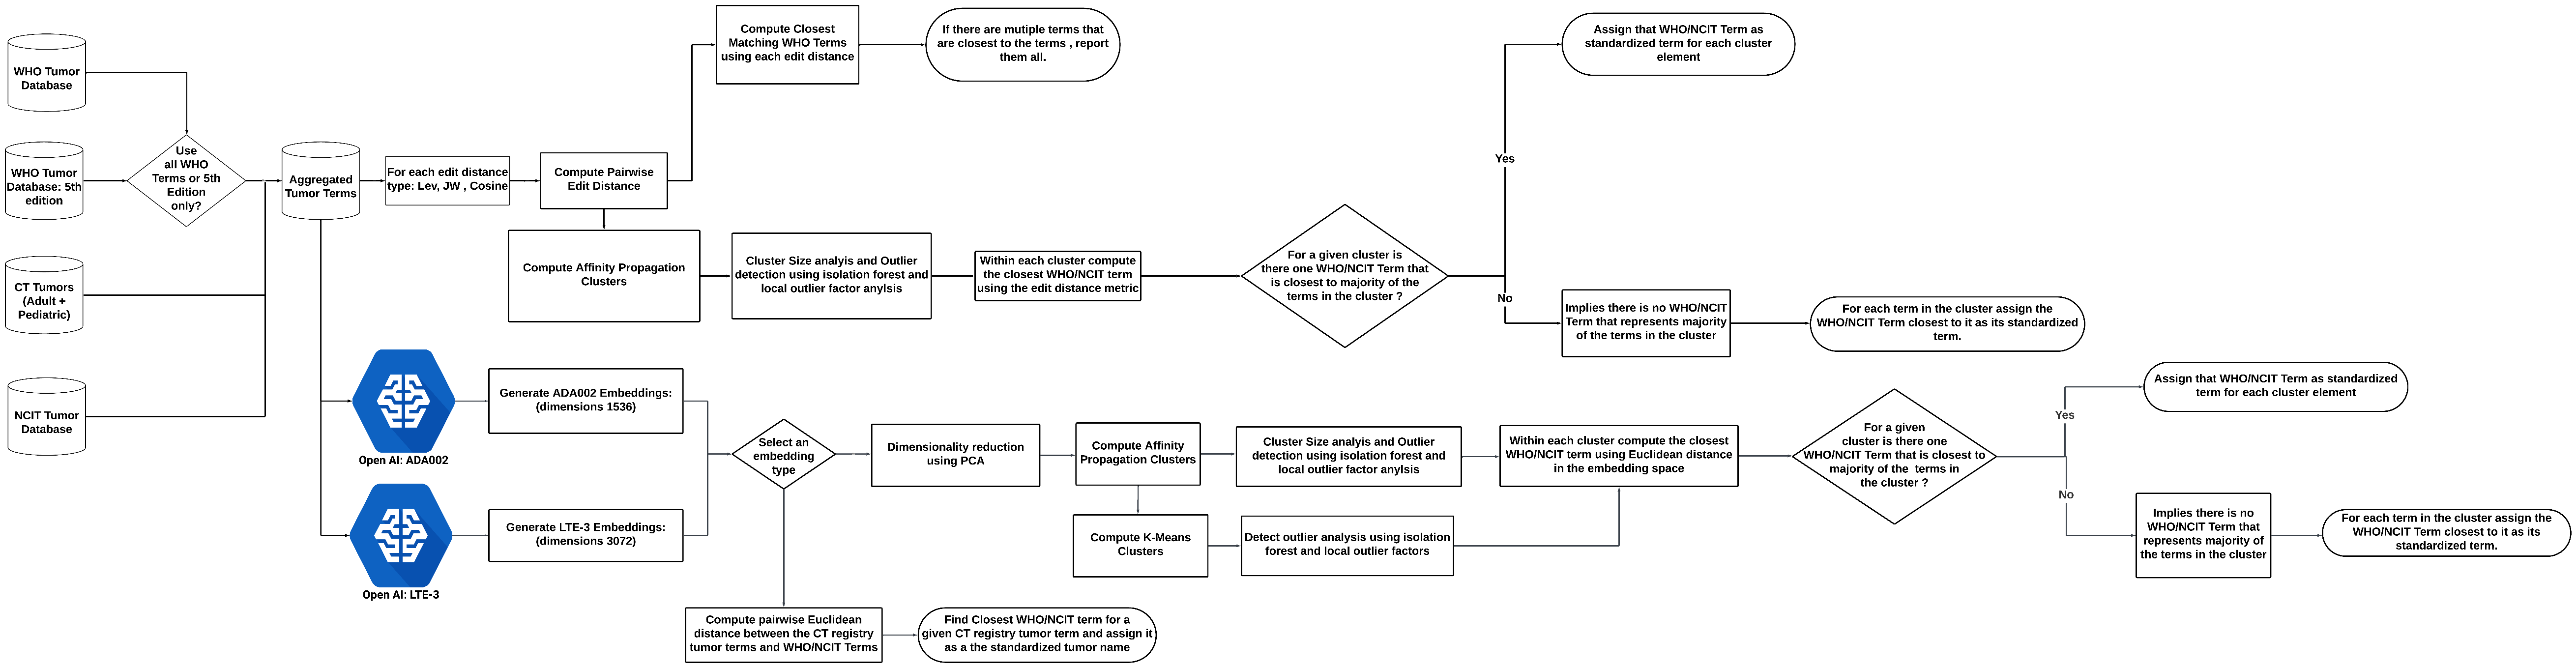 WHO Tumor
Database
WHO Tumor
Database: 5th
edition
CT Tumors
(Adult +
Pediatric)
NCIT Tumor
Database
Use
all WHO
Terms or 5th
Edition
only?
Aggregated
Tumor Terms
For each edit distance
type: Lev, JW , Cosine
Compute Pairwise
Edit Distance
Compute Closest
Matching WHO Terms
using each edit distance
If there are mutiple terms that
are closest to the terms , report
them all.
Compute Affinity Propagation
Clusters
Cluster Size analyis and Outlier
detection using isolation forest and
local outlier factor anylsis
Within each cluster compute
the closest WHO/NCIT term
using the edit distance metric
For a given cluster is
there one WHO/NCIT Term that
is closest to majority of the
terms in the cluster ?
Yes
Assign that WHO/NCIT Term as
standardized term for each cluster
element
No
Implies there is no WHO/NCIT
Term that represents majority
of the terms in the cluster
For each term in the cluster assign the
WHO/NCIT Term closest to it as its standardized
term.
Open AI: ADA002
Generate ADA002 Embeddings:
(dimensions 1536)
Open AI: LTE-3
Generate LTE-3 Embeddings:
(dimensions 3072)
Select an
embedding
type
Dimensionality reduction
using PCA
Compute Affinity
Propagation Clusters
Cluster Size analyis and Outlier
detection using isolation forest and
local outlier factor anylsis
Compute K-Means
Clusters
Detect outlier analysis using isolation
forest and local outlier factors
Within each cluster compute the closest
WHO/NCIT term using Euclidean distance
in the embedding space
For a given
cluster is there one
WHO/NCIT Term that is closest to
majority of the terms in
the cluster ?
Yes
Assign that WHO/NCIT Term as standardized
term for each cluster element
No
Implies there is no
WHO/NCIT Term that
represents majority of
the terms in the cluster
For each term in the cluster assign the
WHO/NCIT Term closest to it as its
standardized term.
Compute pairwise Euclidean
distance between the CT registry
tumor terms and WHO/NCIT Terms
Find Closest WHO/NCIT term for a
given CT registry tumor term and assign it
as a the standardized tumor name